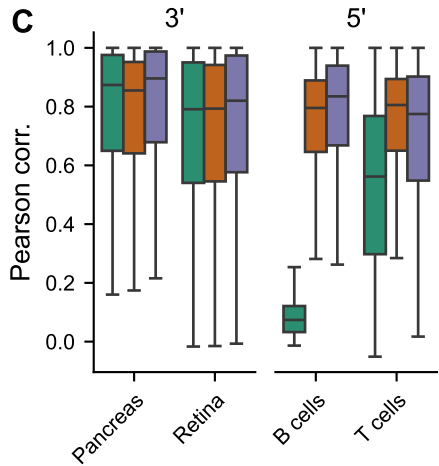 C
3' 5'
Pearson corr.
1.0
0.8
0.6
0.4
0.2
0.0
Pancreas
Retina
B cells
T cells